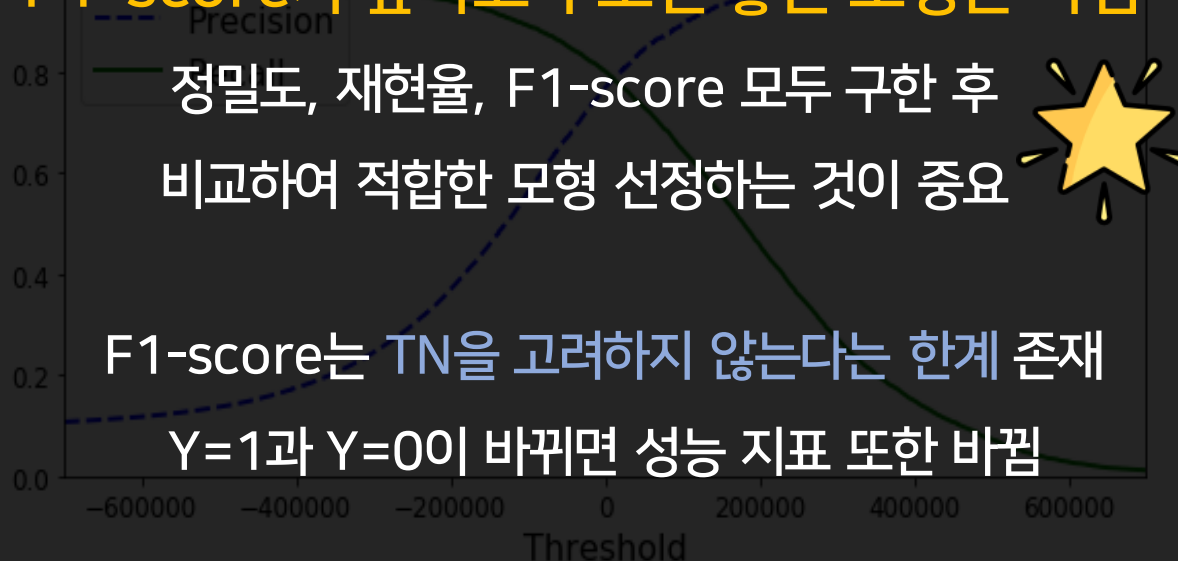 Precision
정밀도, 재현율, F1-score 모두 구한 후
0.8
비교하여 적합한 모형 선정하는 것이 중요
0.6
0.4
F1-score는 TN을 고려하지 않는다는 한계 존재
0.2
Y=1과 Y=0이 바뀌면 성능 지표 또한 바뀜
0.0
−600000 −400000 −200000 0 200000 400000 600000
Threshold